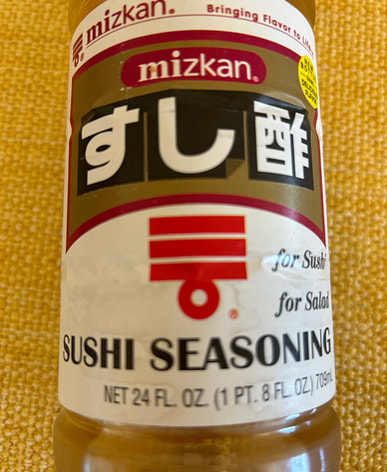 mizkan®
Bringing Flavor to Life
mizkan®
すし酢
for Sushi
for Salad
®
SUSHI SEASONING
NET 24 FL. OZ. (1 PT. 8 FL. OZ.) 709mL